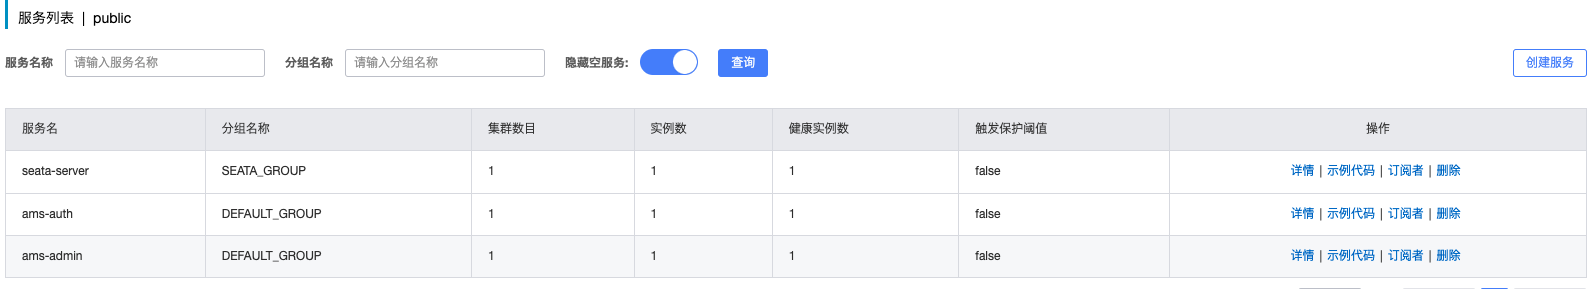 服务列表 | public
服务名称 请输入服务名称 分组名称 请输入分组名称 隐藏空服务: 查询 创建服务
服务名 分组名称 集群数目 实例数 健康实例数 触发保护阈值 操作
seata-server SEATA_GROUP 1 1 1 false 详情 | 示例代码 | 订阅者 | 删除
ams-auth DEFAULT_GROUP 1 1 1 false 详情 | 示例代码 | 订阅者 | 删除
ams-admin DEFAULT_GROUP 1 1 1 false 详情 | 示例代码 | 订阅者 | 删除